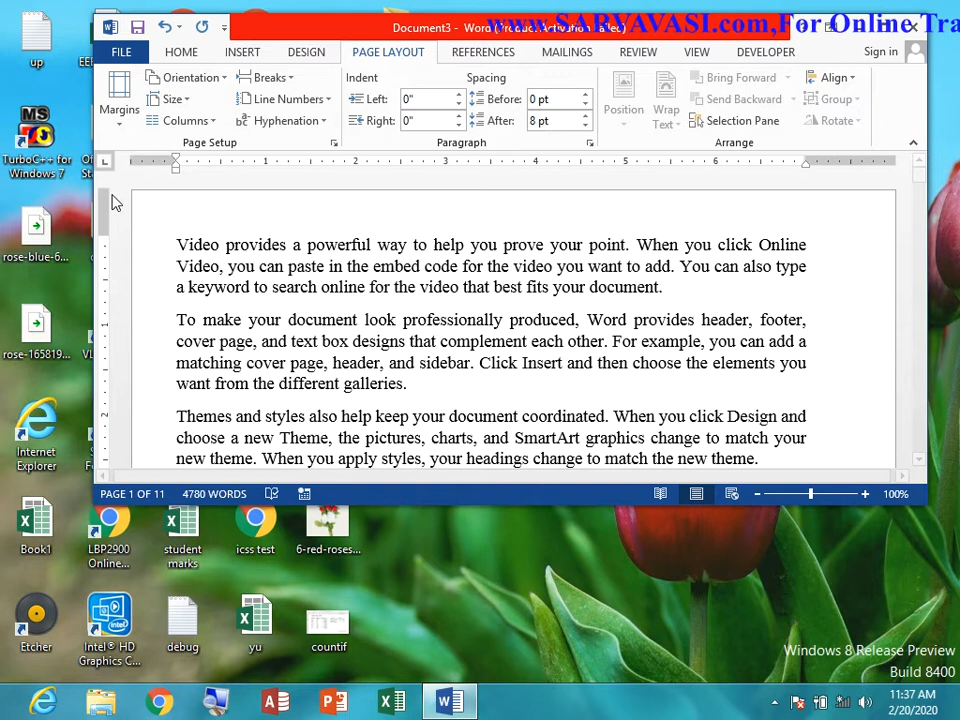 up
EEE
www.SARVAVASI.com,For Online Tra
Document3 - Word (Product Activation Failed)
FILE HOME INSERT DESIGN PAGE LAYOUT REFERENCES MAILINGS REVIEW VIEW DEVELOPER Sign in
Margins
Orientation
Size
Columns
Breaks
Line Numbers
Hyphenation
Page Setup
Indent
Left: 0"
Right: 0"
Spacing
Before: 0 pt
After: 8 pt
Paragraph
Position
Wrap
Text
Bring Forward
Send Backward
Selection Pane
Align
Group
Rotate
Arrange
1 2 3 4 5 6
1
2
Video provides a powerful way to help you prove your point. When you click Online
Video, you can paste in the embed code for the video you want to add. You can also type
a keyword to search online for the video that best fits your document.
To make your document look professionally produced, Word provides header, footer,
cover page, and text box designs that complement each other. For example, you can add a
matching cover page, header, and sidebar. Click Insert and then choose the elements you
want from the different galleries.
Themes and styles also help keep your document coordinated. When you click Design and
choose a new Theme, the pictures, charts, and SmartArt graphics change to match your
new theme. When you apply styles, your headings change to match the new theme.
PAGE 1 OF 11 4780 WORDS 100%
MS
TurboC++ for
Windows 7
rose-blue-6...
rose-165819...
Internet
Explorer
Book1
LBP2900
Online...
student
marks
icss test
6-red-roses...
Etcher
Intel® HD
Graphics C...
debug
yu
countif
Windows 8 Release Preview
Build 8400
11:37 AM
2/20/2020